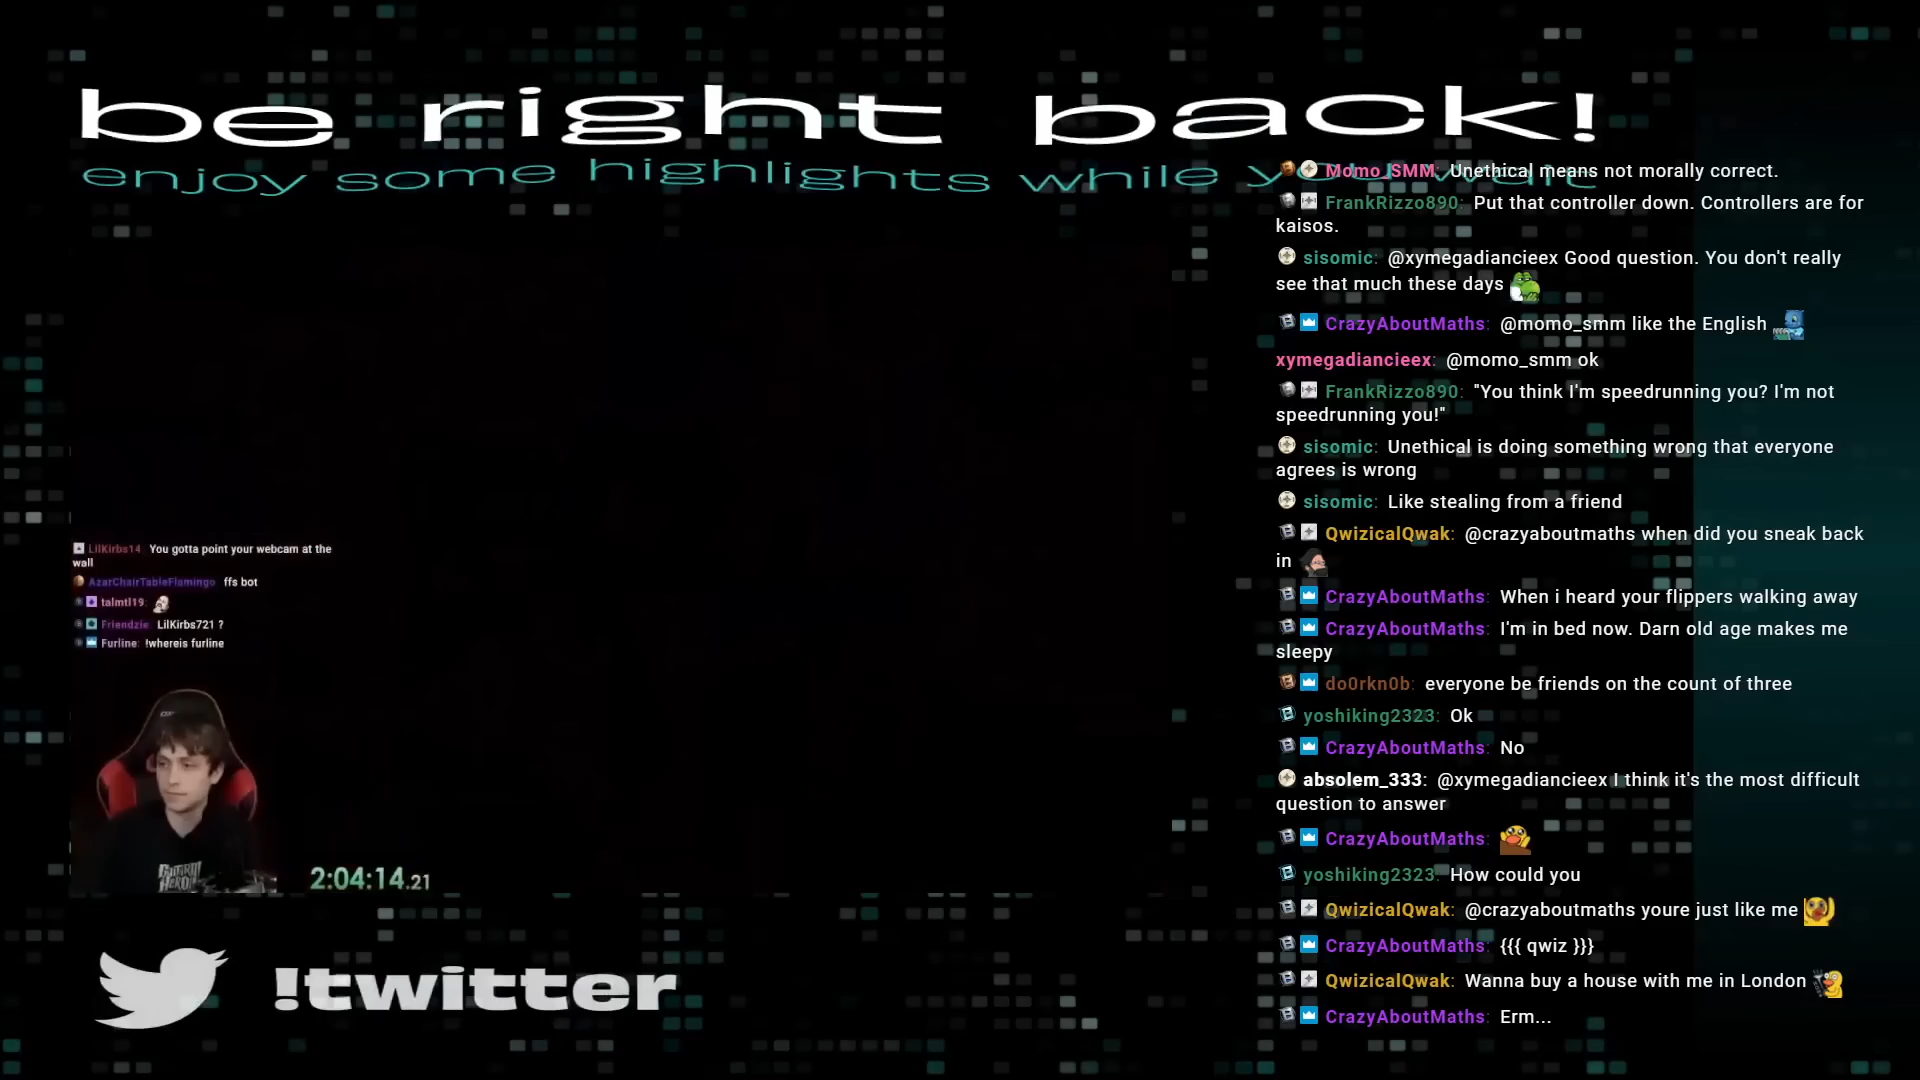 be right back!
enjoy some highlights while you wait
Momo_SMM: Unethical means not morally correct.
FrankRizzo890: Put that controller down. Controllers are for
kaisos.
sisomic: @xymegadiancieex Good question. You don't really
see that much these days
CrazyAboutMaths: @momo_smm like the English
xymegadiancieex: @momo_smm ok
FrankRizzo890: "You think I'm speedrunning you? I'm not
speedrunning you!"
sisomic: Unethical is doing something wrong that everyone
agrees is wrong
sisomic: Like stealing from a friend
QwizicalQwak: @crazyaboutmaths when did you sneak back
in
CrazyAboutMaths: When i heard your flippers walking away
CrazyAboutMaths: I'm in bed now. Darn old age makes me
sleepy
do0rkn0b: everyone be friends on the count of three
yoshiking2323: Ok
CrazyAboutMaths: No
absolem_333: @xymegadiancieex I think it's the most difficult
question to answer
CrazyAboutMaths:
yoshiking2323: How could you
QwizicalQwak: @crazyaboutmaths youre just like me
CrazyAboutMaths: {{{ qwiz }}}
QwizicalQwak: Wanna buy a house with me in London
CrazyAboutMaths: Erm...
LilKirbs14 You gotta point your webcam at the
wall
AzarChairTableFlamingo ffs bot
talmtl19:
Friendzie LilKirbs721 ?
Furline: !whereis furline
GUITAR
HERO
2:04:14.21
!twitter